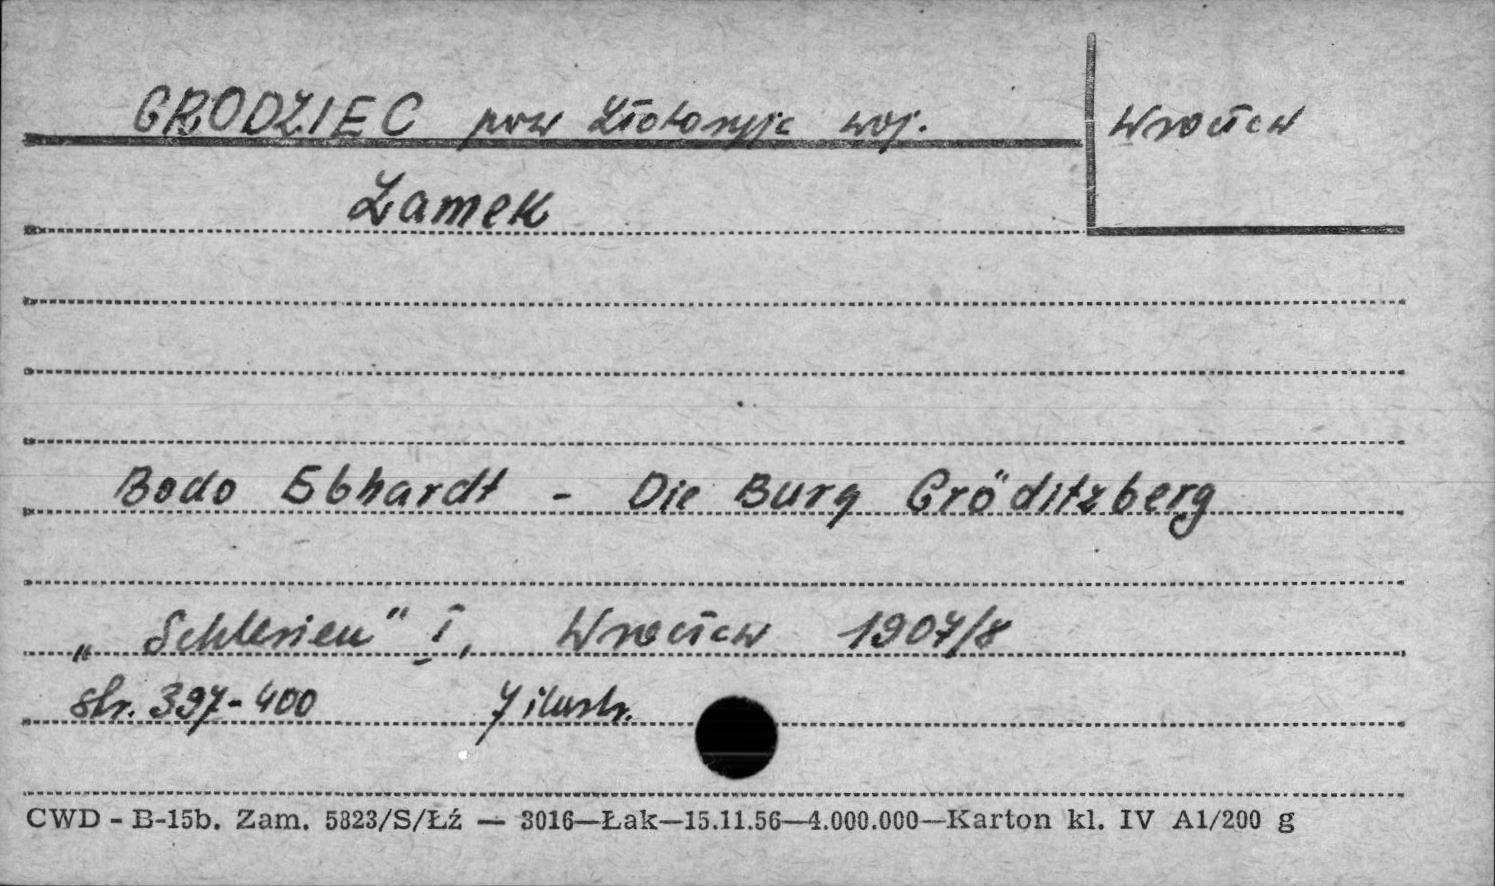 GRODZIEC pow Złotoryja woj. Wrocław
Zamek
Bodo Ebhardt - Die Burg Gröditzberg
„Schlesien" I, Wrocław 1907/8
str. 397-400 7 ilustr.
CWD - B-15b. Zam. 5823/S/Łź — 3016—Łak—15.11.56—4.000.000—Karton kl. IV A1/200 g